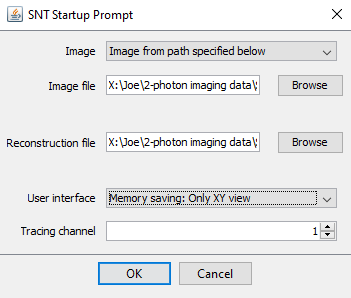 SNT Startup Prompt
Image Image from path specified below
Image file X:\Joe\2-photon imaging data\ Browse
Reconstruction file X:\Joe\2-photon imaging data\ Browse
User interface Memory saving: Only XY view
Tracing channel 1
OK Cancel